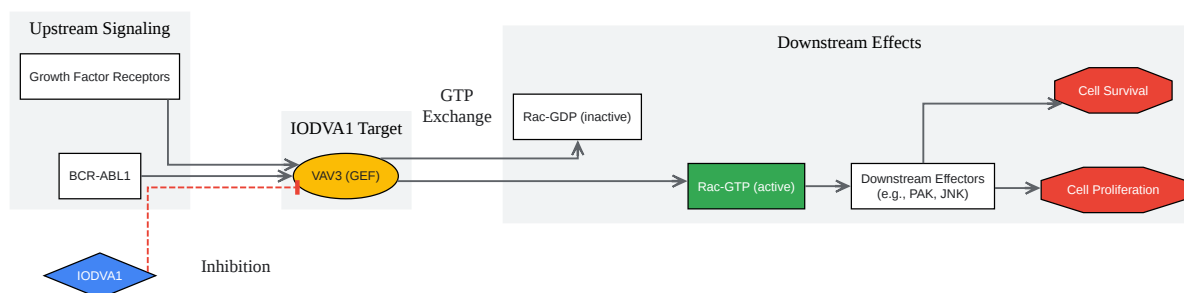 Upstream Signaling
Growth Factor Receptors
BCR-ABL1
IODVA1
Inhibition
IODVA1 Target
VAV3 (GEF)
GTP
Exchange
Downstream Effects
Rac-GDP (inactive)
Rac-GTP (active)
Downstream Effectors
(e.g., PAK, JNK)
Cell Survival
Cell Proliferation